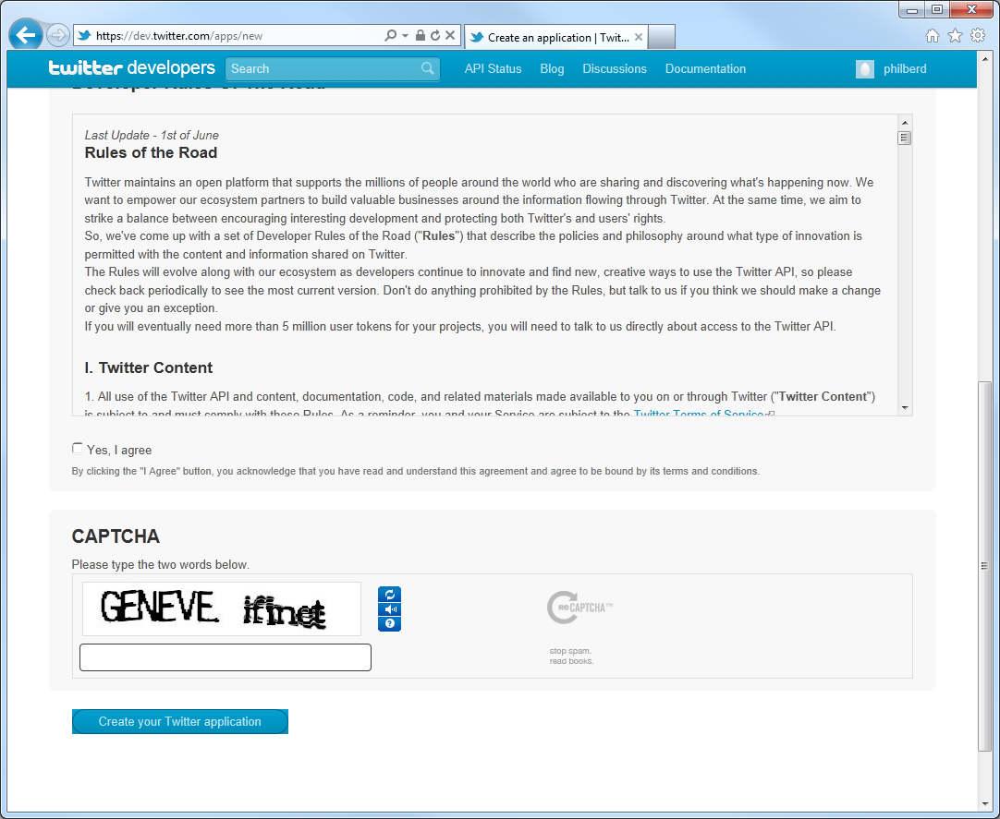 https://dev.twitter.com/apps/new
Create an application | Twit...
twitter developers
Search
API Status Blog Discussions Documentation
philberd
Developer Rules Of The Road
Last Update - 1st of June
Rules of the Road
Twitter maintains an open platform that supports the millions of people around the world who are sharing and discovering what's happening now. We
want to empower our ecosystem partners to build valuable businesses around the information flowing through Twitter. At the same time, we aim to
strike a balance between encouraging interesting development and protecting both Twitter's and users' rights.
So, we've come up with a set of Developer Rules of the Road ("Rules") that describe the policies and philosophy around what type of innovation is
permitted with the content and information shared on Twitter.
The Rules will evolve along with our ecosystem as developers continue to innovate and find new, creative ways to use the Twitter API, so please
check back periodically to see the most current version. Don't do anything prohibited by the Rules, but talk to us if you think we should make a change
or give you an exception.
If you will eventually need more than 5 million user tokens for your projects, you will need to talk to us directly about access to the Twitter API.
I. Twitter Content
1. All use of the Twitter API and content, documentation, code, and related materials made available to you on or through Twitter ("Twitter Content")
is subject to and must comply with these Rules. As a reminder, you and your Service are subject to the Twitter Terms of Service
Yes, I agree
By clicking the "I Agree" button, you acknowledge that you have read and understand this agreement and agree to be bound by its terms and conditions.
CAPTCHA
Please type the two words below.
GENEVE
reCAPTCHA™
stop spam.
read books.
Create your Twitter application